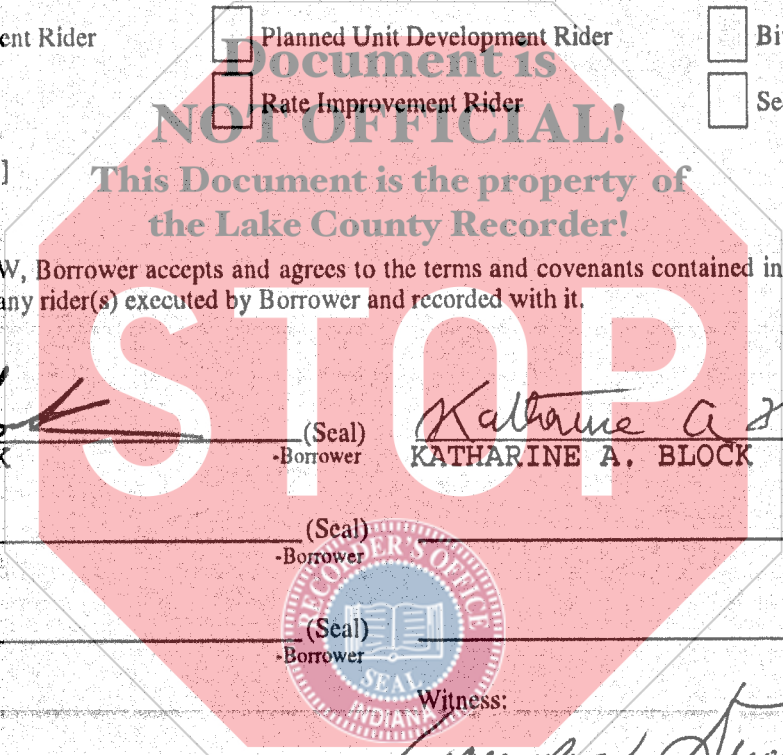 ent Rider Planned Unit Development Rider Bi
Document is
Rate Improvement Rider Se
NOT OFFICIAL!
]
This Document is the property of
the Lake County Recorder!
W, Borrower accepts and agrees to the terms and covenants contained in
any rider(s) executed by Borrower and recorded with it.
STOP
(Seal) Katharine A
-Borrower KATHARINE A. BLOCK
K
(Seal)
-Borrower
RECORDER'S OFFICE
(Seal)
-Borrower
SEAL
INDIANA
Witness: